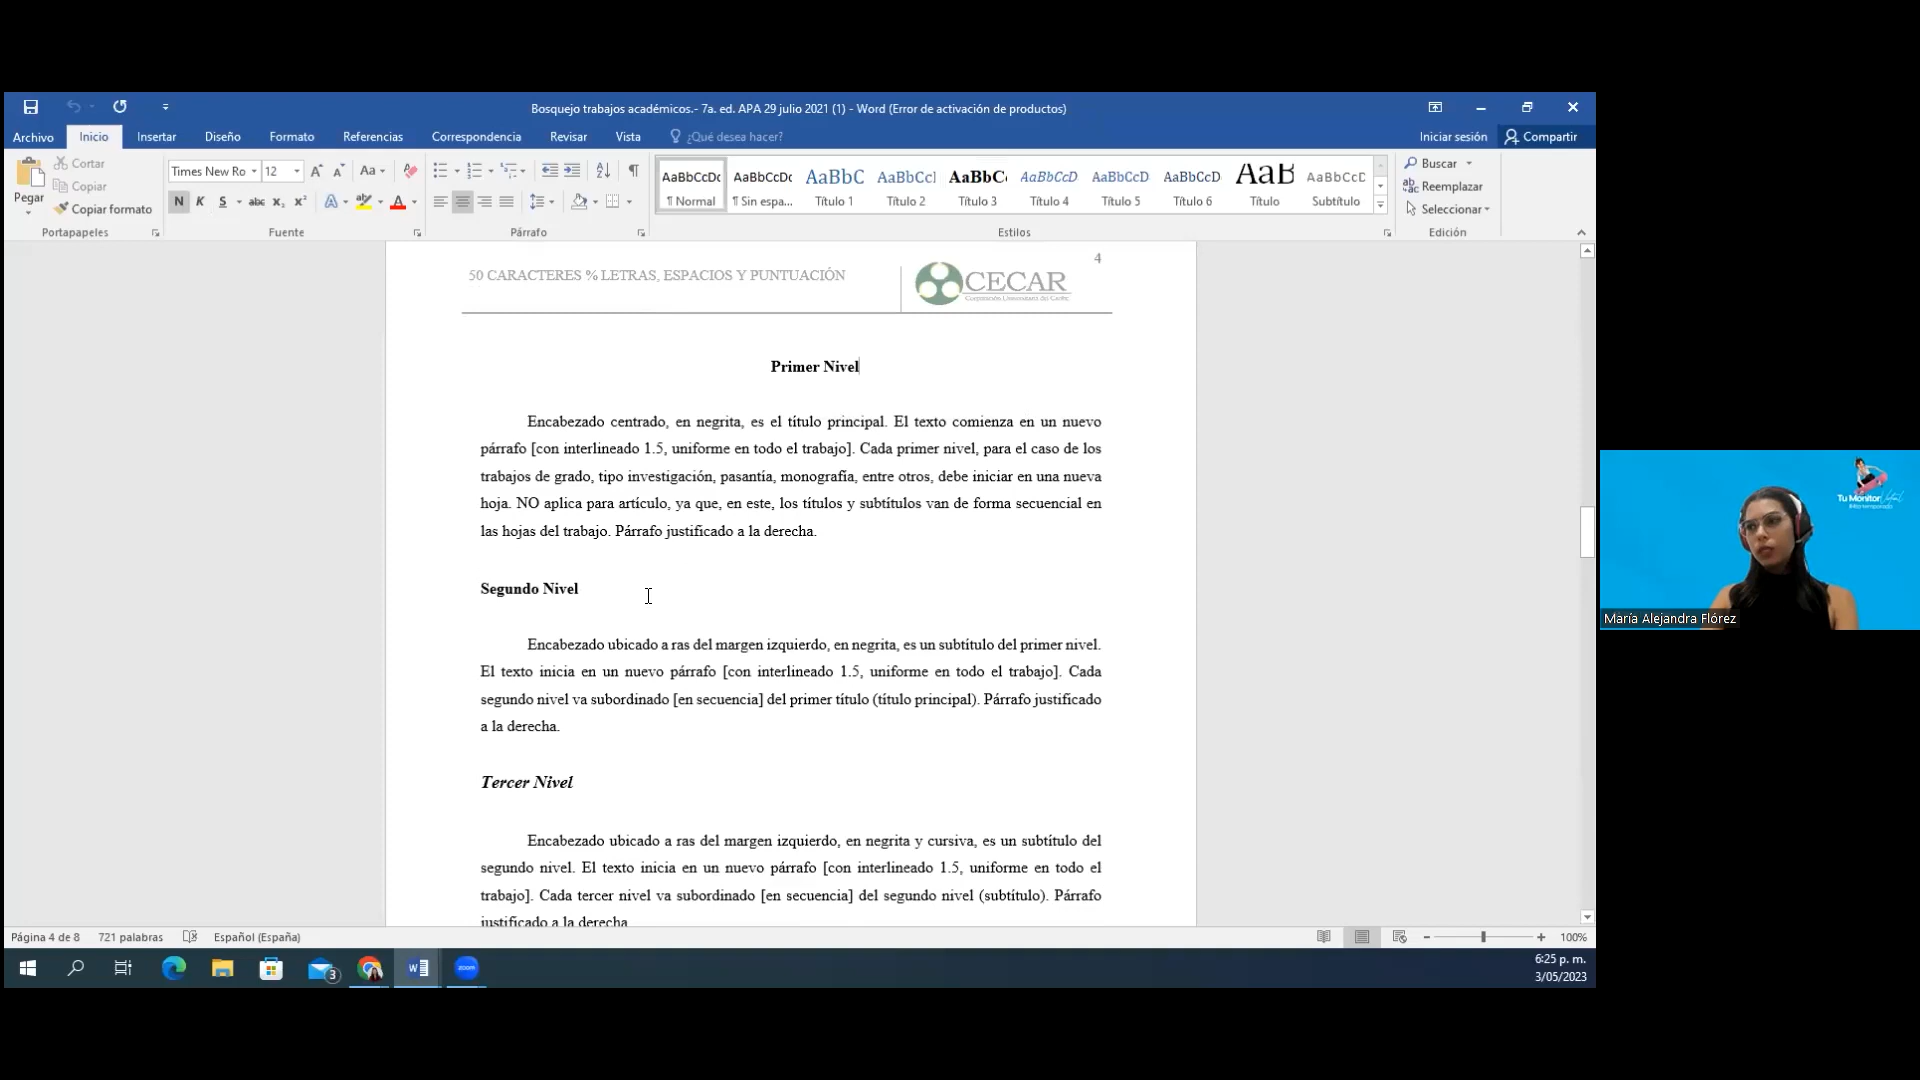 Bosquejo trabajos académicos.- 7a. ed. APA 29 julio 2021 (1) - Word (Error de activación de productos)
Archivo Inicio Insertar Diseño Formato Referencias Correspondencia Revisar Vista ¿Qué desea hacer? Iniciar sesión Compartir
Pegar
Cortar
Copiar
Copiar formato
Portapapeles
Times New Ro 12
Fuente
Párrafo
AaBbCcDc AaBbCcDc AaBbC AaBbCcl AaBbC AaBbCcD AaBbCcD AaBbCcD AaB AaBbCcC
¶ Normal ¶ Sin espa... Título 1 Título 2 Título 3 Título 4 Título 5 Título 6 Título Subtítulo
Estilos
Buscar
Reemplazar
Seleccionar
Edición
50 CARACTERES % LETRAS, ESPACIOS Y PUNTUACIÓN
CECAR
Corporación Universitaria del Caribe
4
Primer Nivel
Encabezado centrado, en negrita, es el título principal. El texto comienza en un nuevo
párrafo [con interlineado 1.5, uniforme en todo el trabajo]. Cada primer nivel, para el caso de los
trabajos de grado, tipo investigación, pasantía, monografía, entre otros, debe iniciar en una nueva
hoja. NO aplica para artículo, ya que, en este, los títulos y subtítulos van de forma secuencial en
las hojas del trabajo. Párrafo justificado a la derecha.
Segundo Nivel
Encabezado ubicado a ras del margen izquierdo, en negrita, es un subtítulo del primer nivel.
El texto inicia en un nuevo párrafo [con interlineado 1.5, uniforme en todo el trabajo]. Cada
segundo nivel va subordinado [en secuencia] del primer título (título principal). Párrafo justificado
a la derecha.
Tercer Nivel
Encabezado ubicado a ras del margen izquierdo, en negrita y cursiva, es un subtítulo del
segundo nivel. El texto inicia en un nuevo párrafo [con interlineado 1.5, uniforme en todo el
trabajo]. Cada tercer nivel va subordinado [en secuencia] del segundo nivel (subtítulo). Párrafo
justificado a la derecha
Tu Monitor Virtual
María Alejandra Flórez
Página 4 de 8 721 palabras Español (España) 100%
3
zoom
6:25 p. m.
3/05/2023